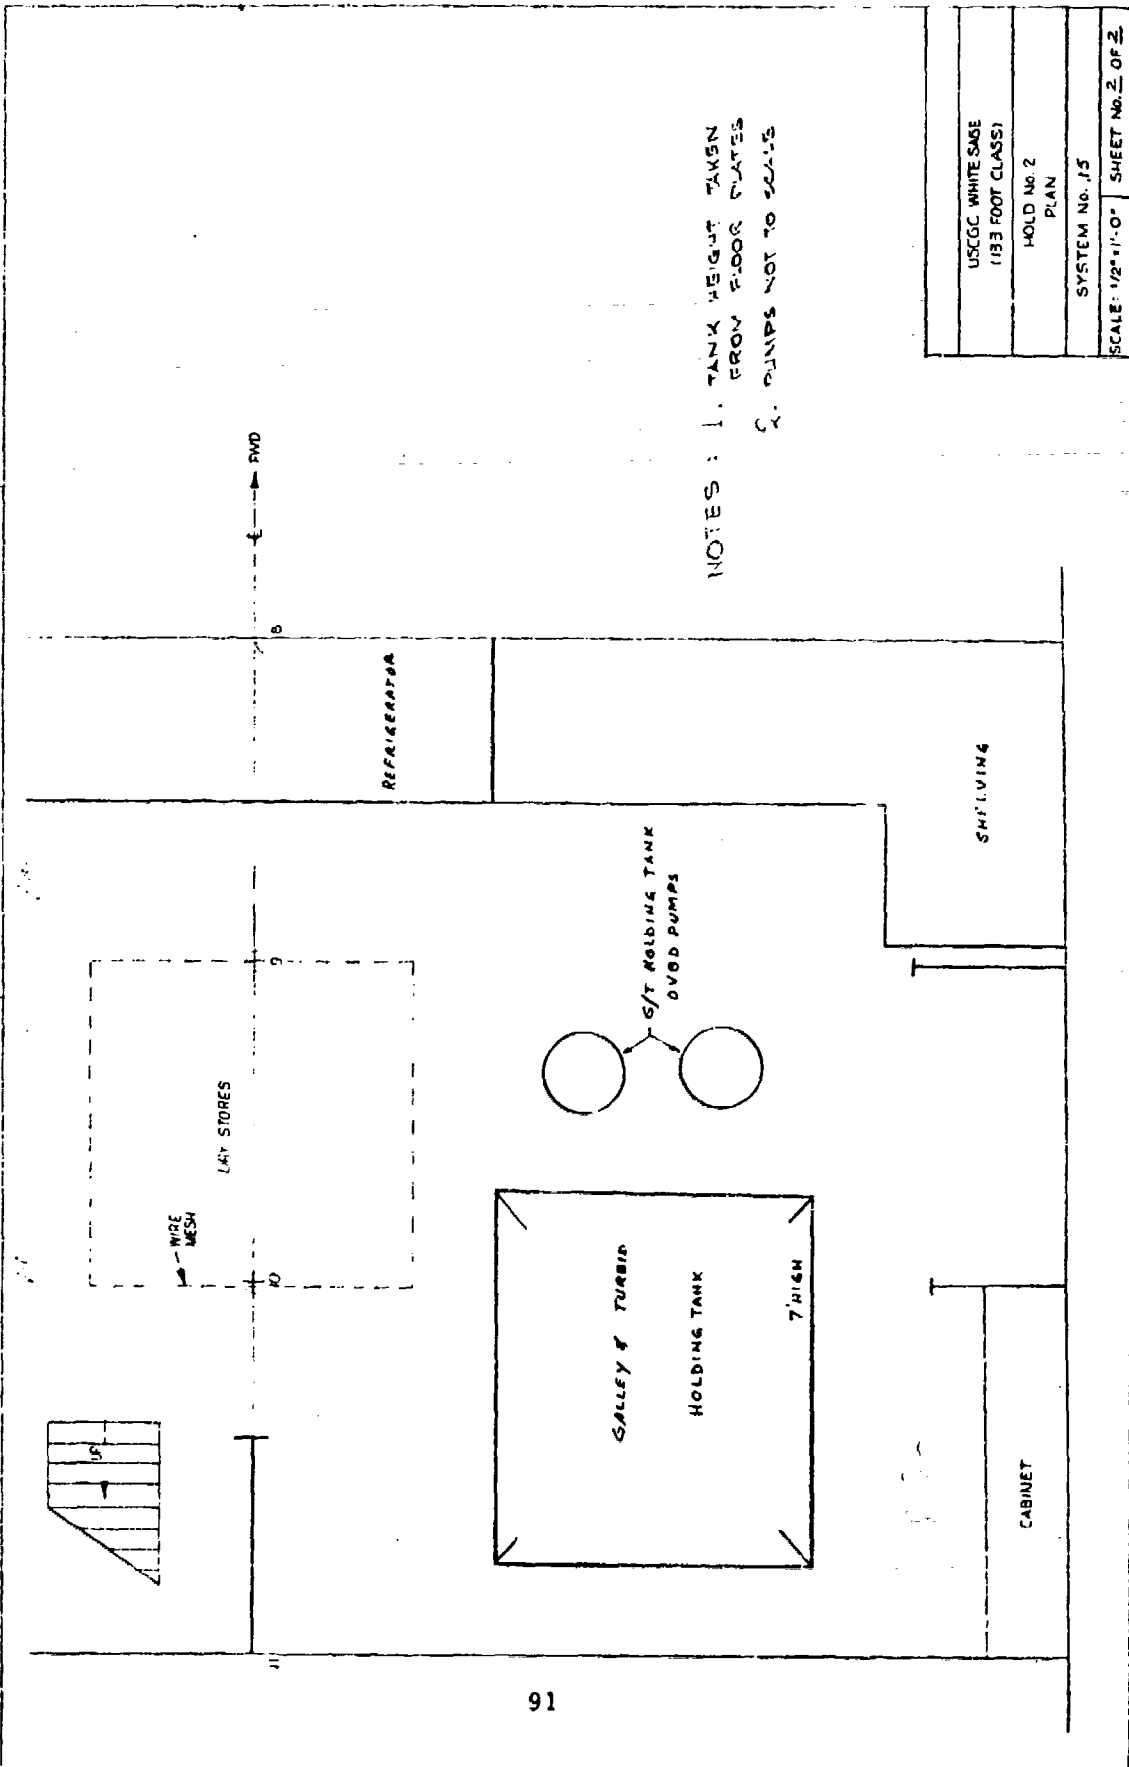 UP
WIRE
MESH
STORES
FWD
11
10
9
8
REFRIGERATOR
GALLEY & TURBID
HOLDING TANK
7' HIGH
G/T HOLDING TANK
OVBD PUMPS
SHELVING
CABINET
NOTES: 1. TANK HEIGHT TAKEN
FROM FLOOR PLATES
2. PUMPS NOT TO SCALE
USCGC WHITE SAGE
(133 FOOT CLASS)
HOLD No. 2
PLAN
SYSTEM No. 15
SCALE: 1/2"=1'-0" SHEET No. 2 OF 2
91